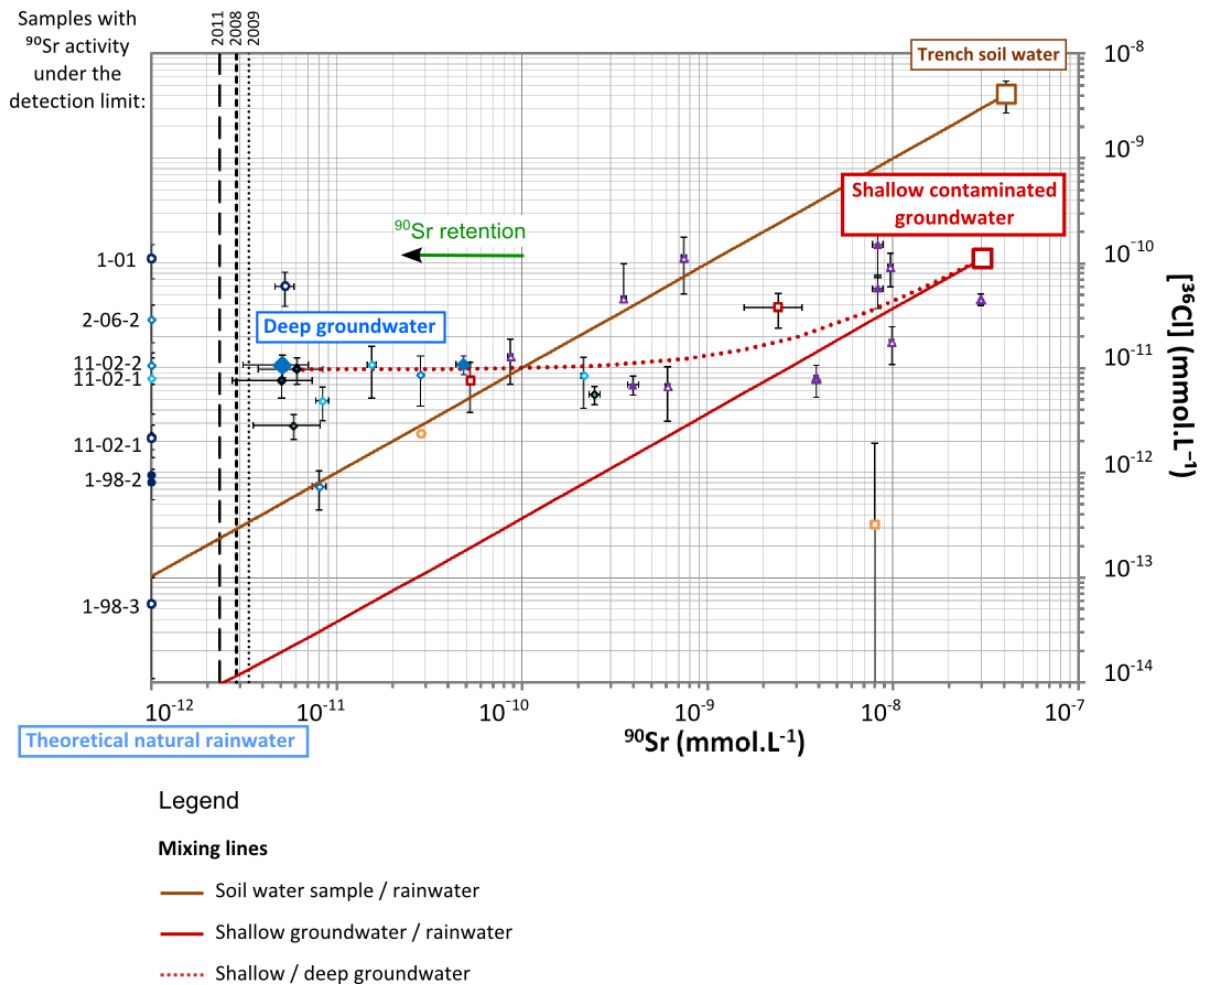 Samples with
⁹⁰Sr activity
under the
detection limit:
2011
2008
2009
Trench soil water
Shallow contaminated
groundwater
⁹⁰Sr retention
Deep groundwater
1-01
2-06-2
11-02-2
11-02-1
11-02-1
1-98-2
1-98-3
10⁻⁸
10⁻⁹
10⁻¹⁰
10⁻¹¹
10⁻¹²
10⁻¹³
10⁻¹⁴
[³⁶Cl] (mmol.L⁻¹)
10⁻¹²
10⁻¹¹
10⁻¹⁰
10⁻⁹
10⁻⁸
10⁻⁷
⁹⁰Sr (mmol.L⁻¹)
Theoretical natural rainwater
Legend
Mixing lines
Soil water sample / rainwater
Shallow groundwater / rainwater
Shallow / deep groundwater